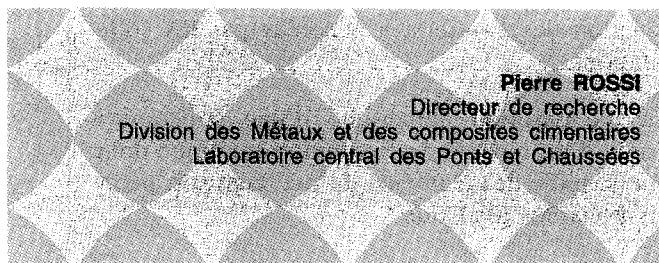 Pierre ROSSI
Directeur de recherche
Division des Métaux et des composites cimentaires
Laboratoire central des Ponts et Chaussées